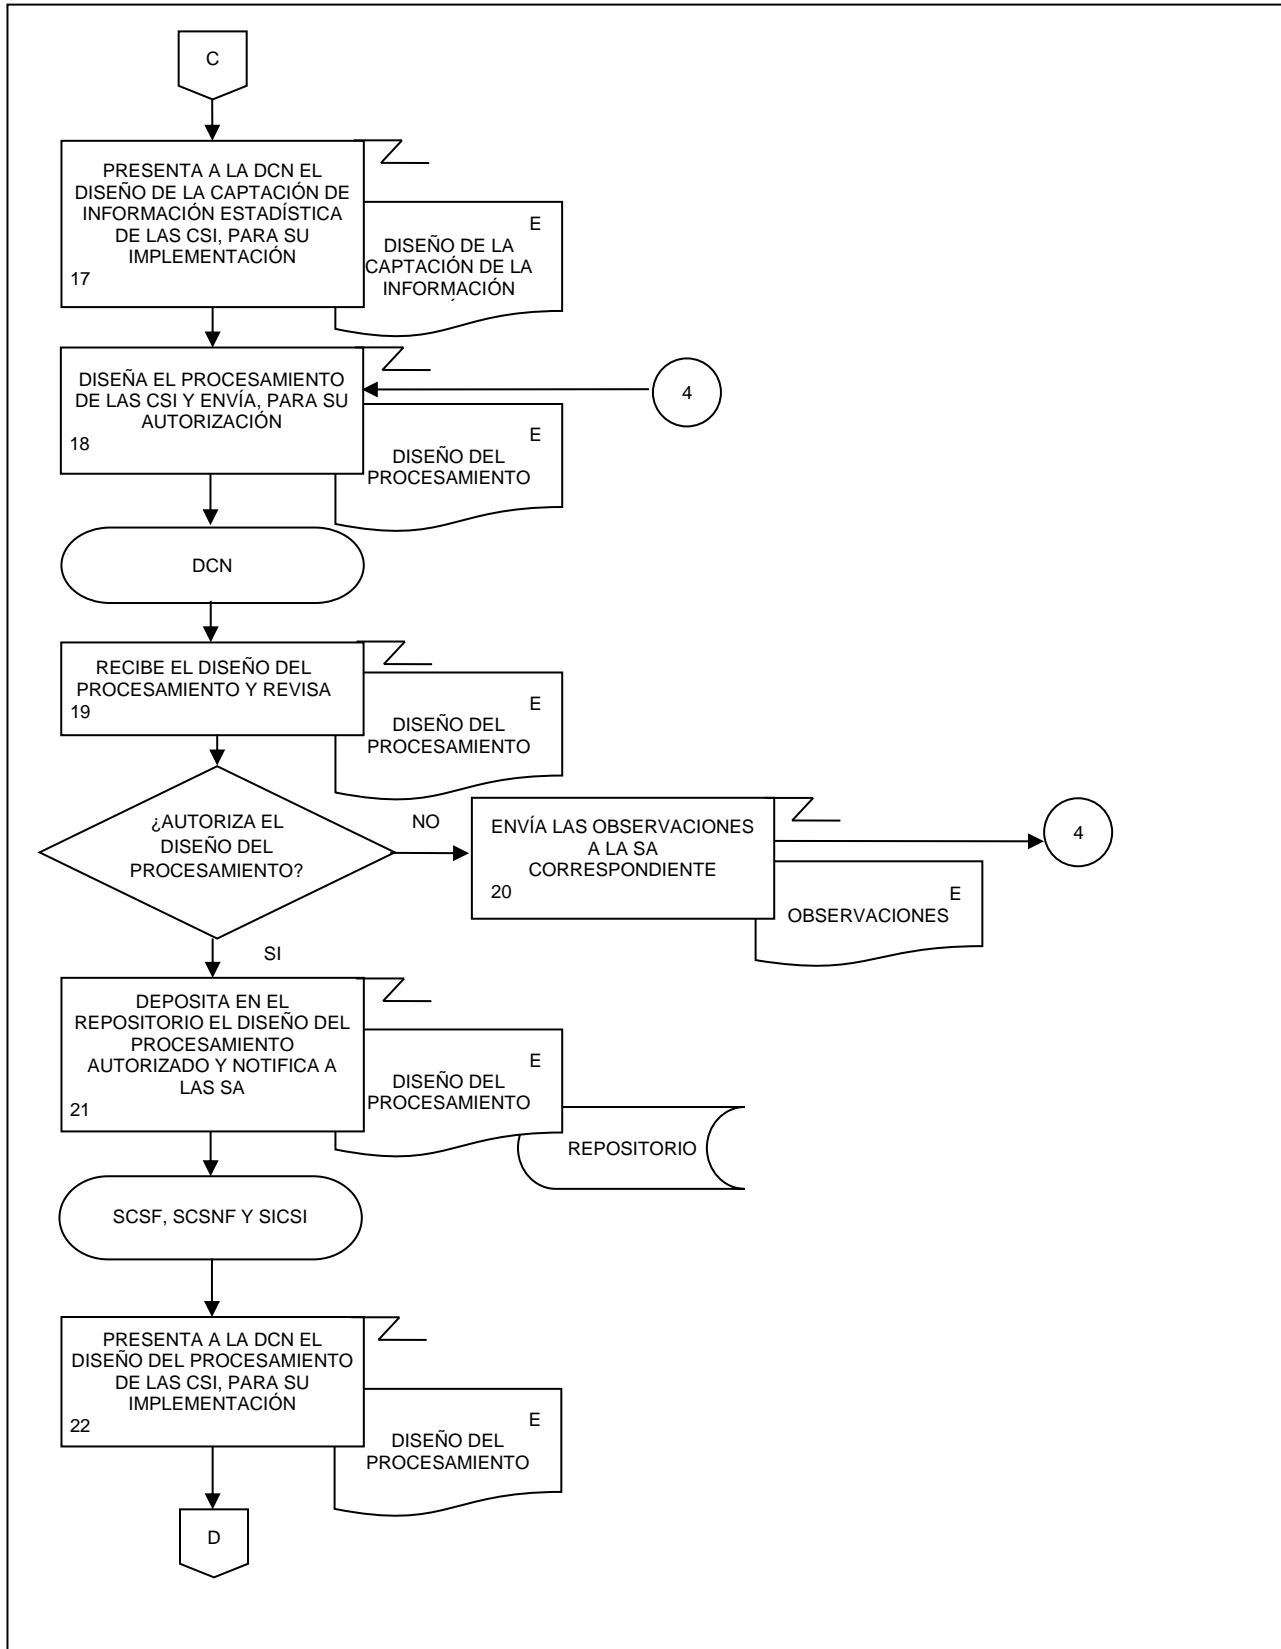 C
PRESENTA A LA DCN EL
DISEÑO DE LA CAPTACIÓN DE
INFORMACIÓN ESTADÍSTICA
DE LAS CSI, PARA SU
IMPLEMENTACIÓN
17
E
DISEÑO DE LA
CAPTACIÓN DE LA
INFORMACIÓN
DISEÑA EL PROCESAMIENTO
DE LAS CSI Y ENVÍA, PARA SU
AUTORIZACIÓN
18
4
E
DISEÑO DEL
PROCESAMIENTO
DCN
RECIBE EL DISEÑO DEL
PROCESAMIENTO Y REVISA
19
E
DISEÑO DEL
PROCESAMIENTO
¿AUTORIZA EL
DISEÑO DEL
PROCESAMIENTO?
NO
ENVÍA LAS OBSERVACIONES
A LA SA
CORRESPONDIENTE
20
4
E
OBSERVACIONES
SI
DEPOSITA EN EL
REPOSITORIO EL DISEÑO DEL
PROCESAMIENTO
AUTORIZADO Y NOTIFICA A
LAS SA
21
E
DISEÑO DEL
PROCESAMIENTO
REPOSITORIO
SCSF, SCSNF Y SICSI
PRESENTA A LA DCN EL
DISEÑO DEL PROCESAMIENTO
DE LAS CSI, PARA SU
IMPLEMENTACIÓN
22
E
DISEÑO DEL
PROCESAMIENTO
D